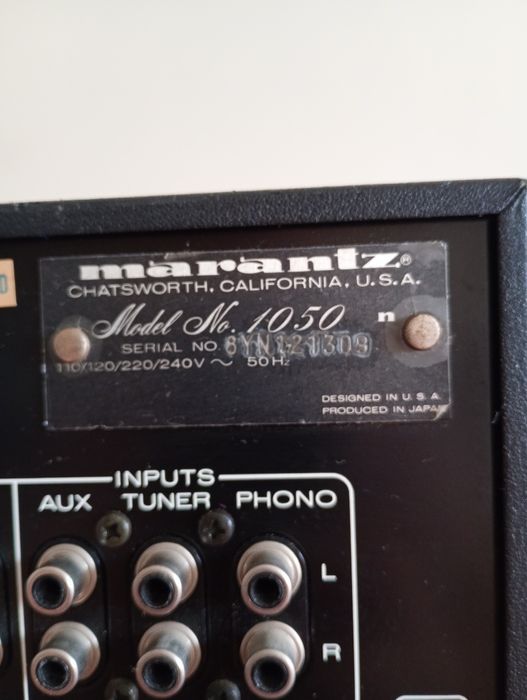 marantz®
CHATSWORTH, CALIFORNIA, U.S.A.
Model No. 1050 n
SERIAL NO. 6YN121309
110/120/220/240V ~ 50Hz
DESIGNED IN U.S.A.
PRODUCED IN JAPAN
INPUTS
AUX TUNER PHONO
L
R